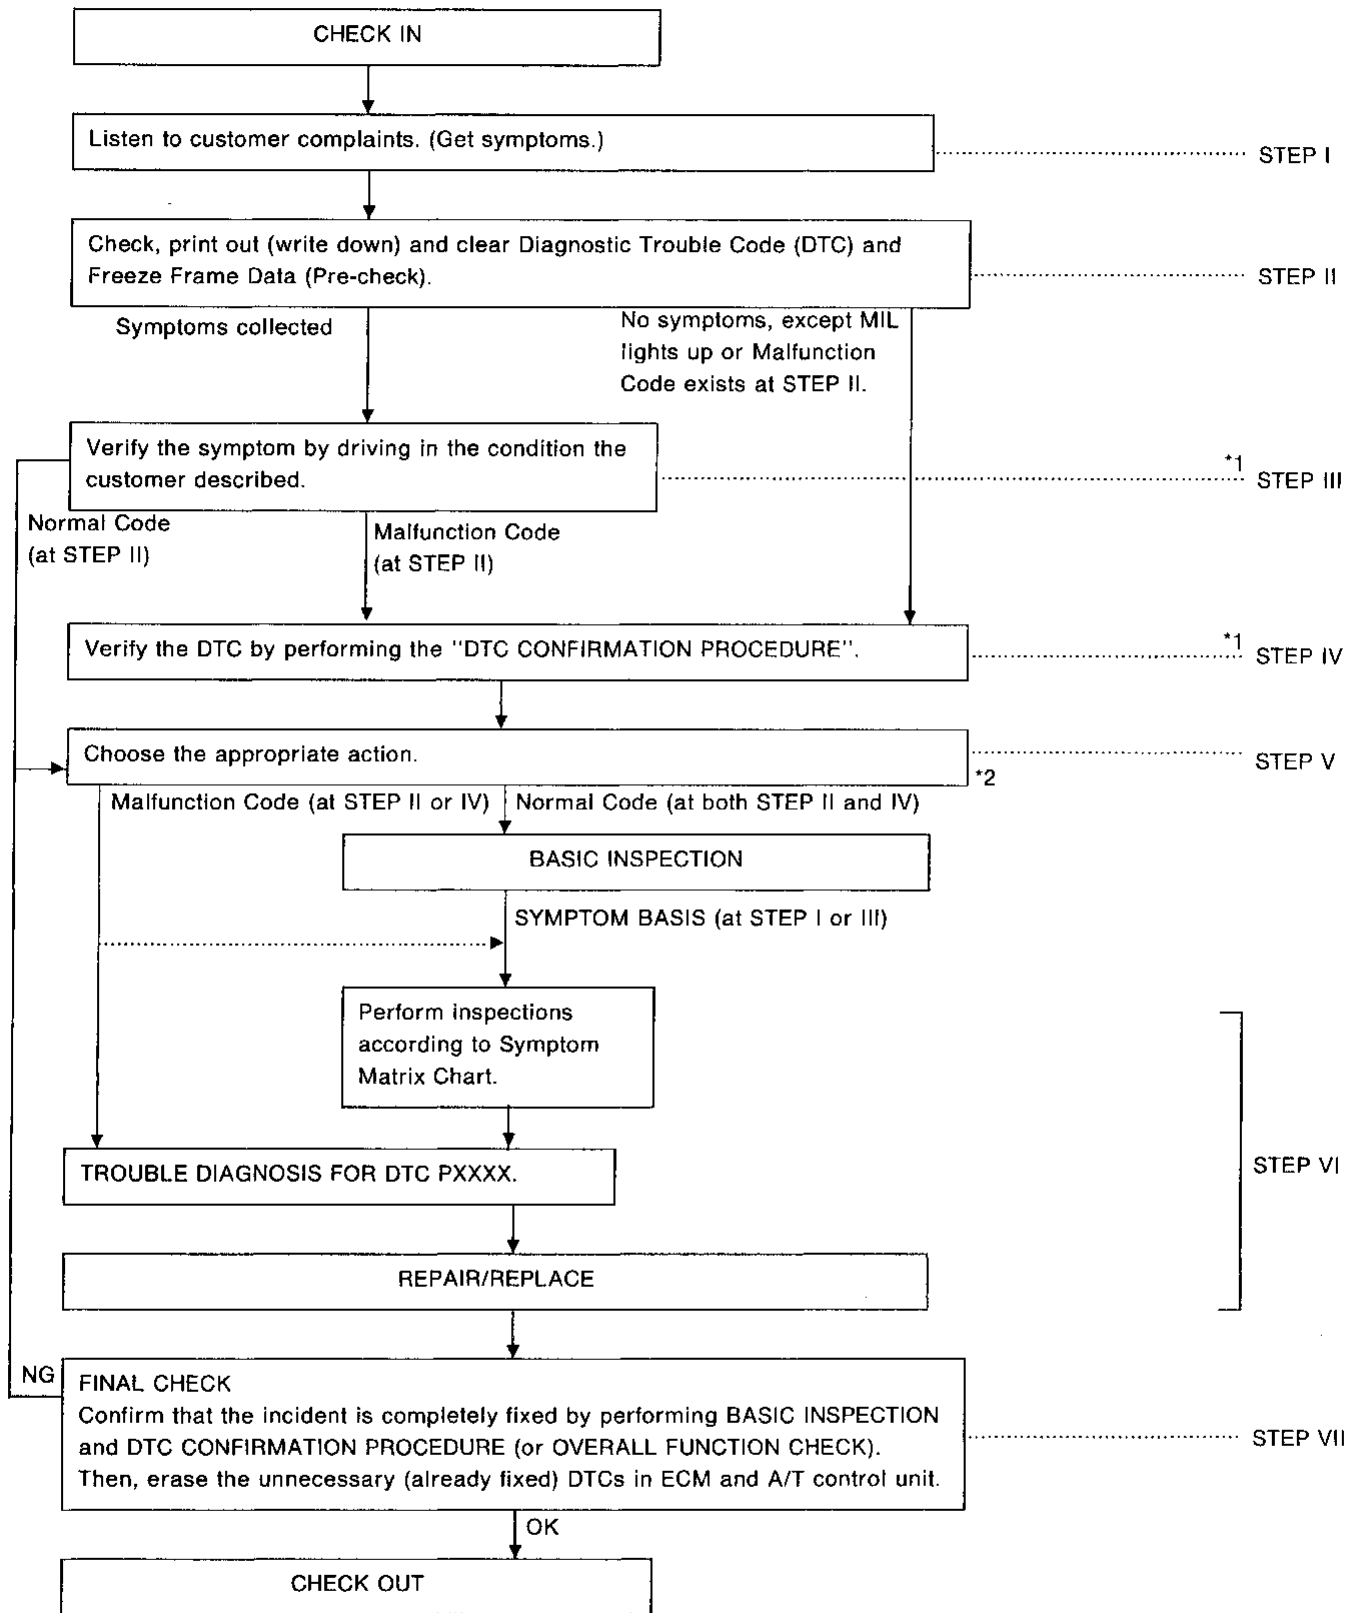 CHECK IN
Listen to customer complaints. (Get symptoms.)
STEP I
Check, print out (write down) and clear Diagnostic Trouble Code (DTC) and
Freeze Frame Data (Pre-check).
STEP II
Symptoms collected
No symptoms, except MIL
lights up or Malfunction
Code exists at STEP II.
Verify the symptom by driving in the condition the
customer described.
*1
STEP III
Normal Code
(at STEP II)
Malfunction Code
(at STEP II)
Verify the DTC by performing the "DTC CONFIRMATION PROCEDURE".
*1
STEP IV
Choose the appropriate action.
STEP V
*2
Malfunction Code (at STEP II or IV)
Normal Code (at both STEP II and IV)
BASIC INSPECTION
SYMPTOM BASIS (at STEP I or III)
Perform inspections
according to Symptom
Matrix Chart.
TROUBLE DIAGNOSIS FOR DTC PXXXX.
STEP VI
REPAIR/REPLACE
NG
FINAL CHECK
Confirm that the incident is completely fixed by performing BASIC INSPECTION
and DTC CONFIRMATION PROCEDURE (or OVERALL FUNCTION CHECK).
Then, erase the unnecessary (already fixed) DTCs in ECM and A/T control unit.
STEP VII
OK
CHECK OUT